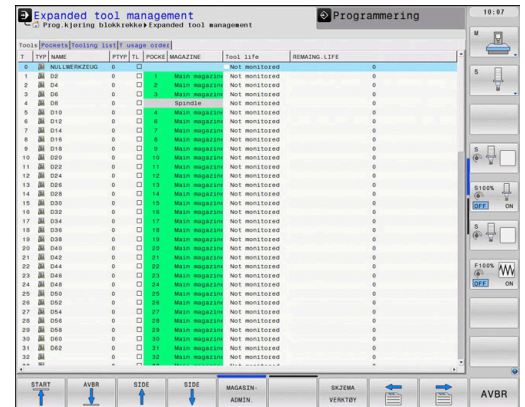 Expanded tool management
Prog.kjøring blokkrekke▸Expanded tool management
Programmering
10:07
Tools Pockets Tooling list T usage order
T TYP NAME PTYP TL POCKE MAGAZINE Tool life REMAING.LIFE
0 NULLWERKZEUG 0 Not monitored 0
1 D2 0 1 Main magazine Not monitored 0
2 D4 0 2 Main magazine Not monitored 0
3 D6 0 3 Main magazine Not monitored 0
4 D8 0 Spindle Not monitored 0
5 D10 0 Main magazine Not monitored 0
6 D12 0 6 Main magazine Not monitored 0
7 D14 0 7 Main magazine Not monitored 0
8 D16 0 8 Main magazine Not monitored 0
9 D18 0 9 Main magazine Not monitored 0
10 D20 0 10 Main magazine Not monitored 0
11 D22 0 11 Main magazine Not monitored 0
12 D24 0 12 Main magazine Not monitored 0
13 D26 0 13 Main magazine Not monitored 0
14 D28 0 14 Main magazine Not monitored 0
15 D30 0 15 Main magazine Not monitored 0
16 D32 0 16 Main magazine Not monitored 0
17 D34 0 17 Main magazine Not monitored 0
18 D36 0 18 Main magazine Not monitored 0
19 D38 0 19 Main magazine Not monitored 0
20 D40 0 20 Main magazine Not monitored 0
21 D42 0 21 Main magazine Not monitored 0
22 D44 0 22 Main magazine Not monitored 0
23 D46 0 23 Main magazine Not monitored 0
24 D48 0 24 Main magazine Not monitored 0
25 D50 0 25 Main magazine Not monitored 0
26 D52 0 26 Main magazine Not monitored 0
27 D54 0 27 Main magazine Not monitored 0
28 D56 0 28 Main magazine Not monitored 0
29 D58 0 29 Main magazine Not monitored 0
30 D60 0 30 Main magazine Not monitored 0
31 D62 0 31 Main magazine Not monitored 0
32 0 32 Main magazine Not monitored 0
M
S
S
S100%
OFF ON
S
F100%
OFF ON
START
AVBR
SIDE
SIDE
MAGASIN-
ADMIN.
SKJEMA
VERKTØY
AVBR